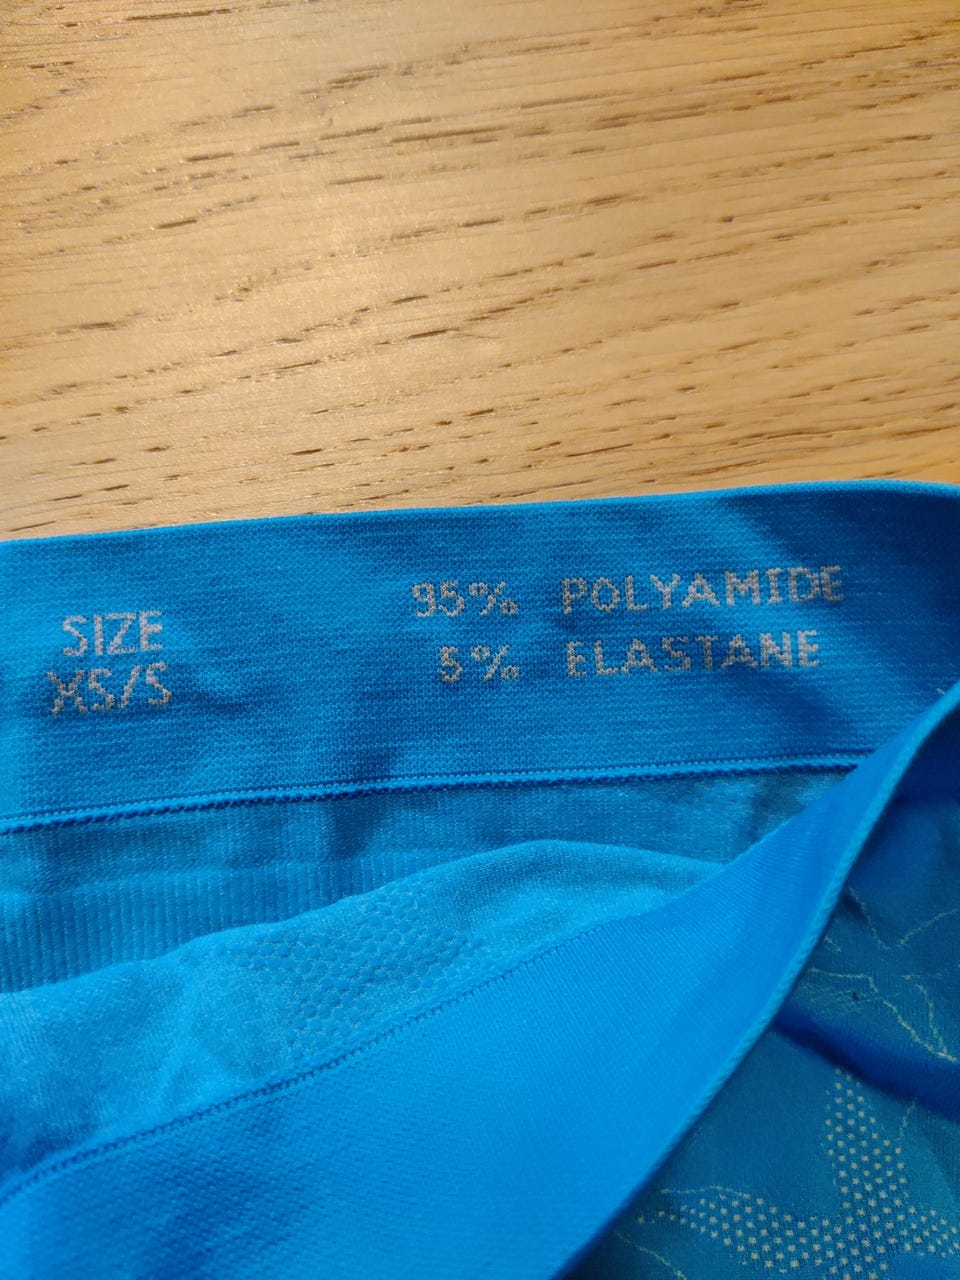 SIZE
XS/S
95% POLYAMIDE
5% ELASTANE